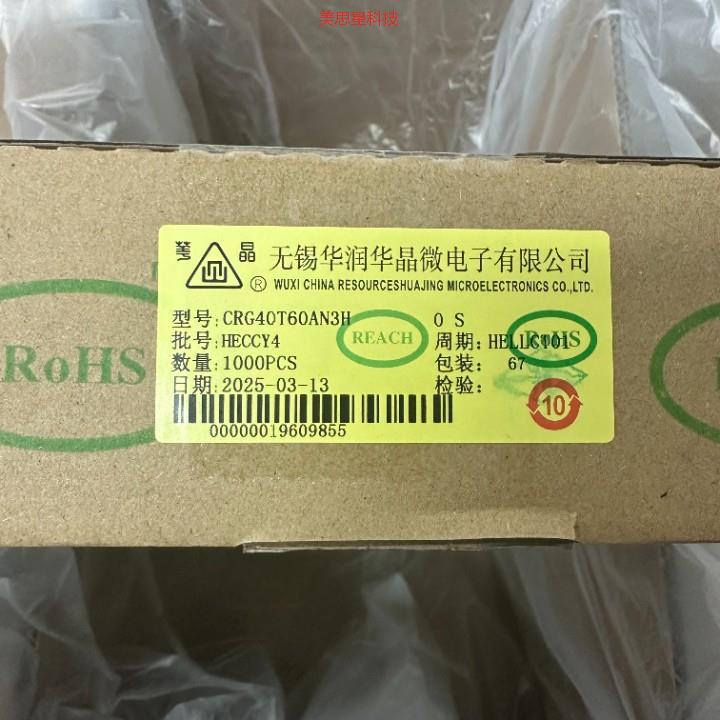 美思星科技
華晶
®
无锡华润华晶微电子有限公司
WUXI CHINA RESOURCESHUAJING MICROELECTRONICS CO.,LTD.
型号:CRG40T60AN3H 0 S
批号:HECCY4 周期:
数量:1000PCS 包装: 67
日期:2025-03-13 检验:
REACH
RoHS
10
00000019609855
RoHS